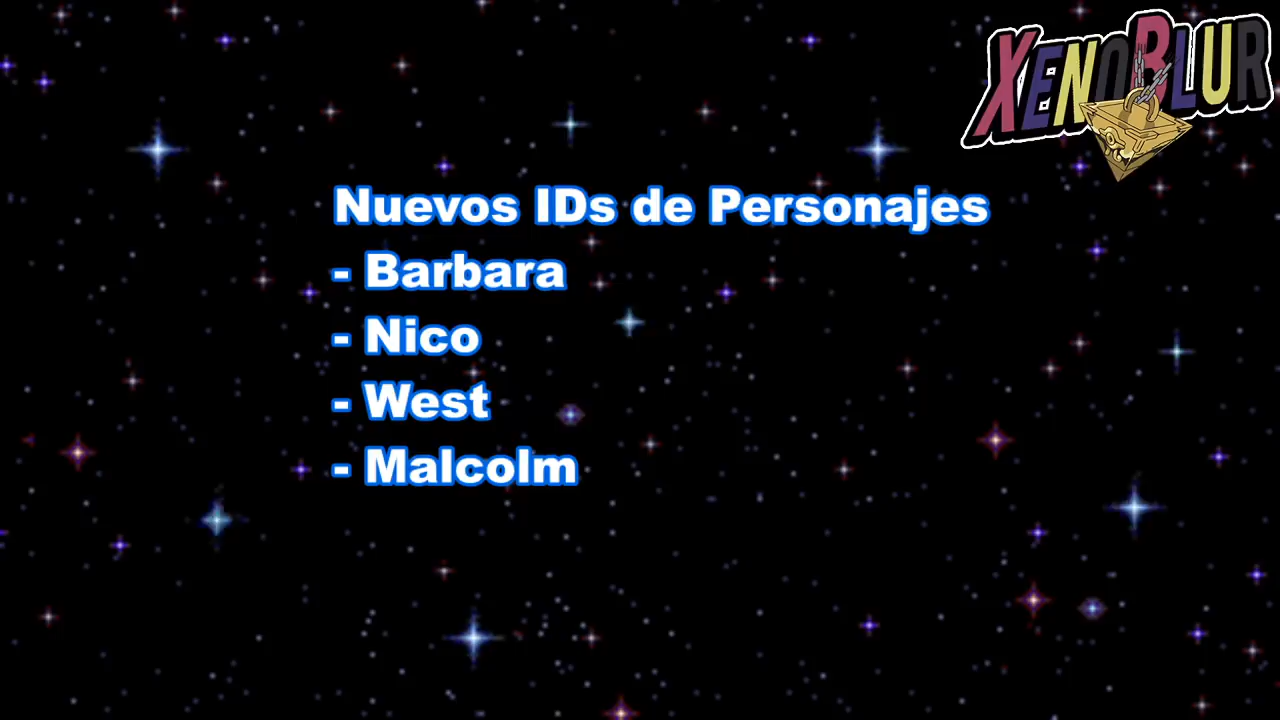 XENOBLUR
Nuevos IDs de Personajes
- Barbara
- Nico
- West
- Malcolm